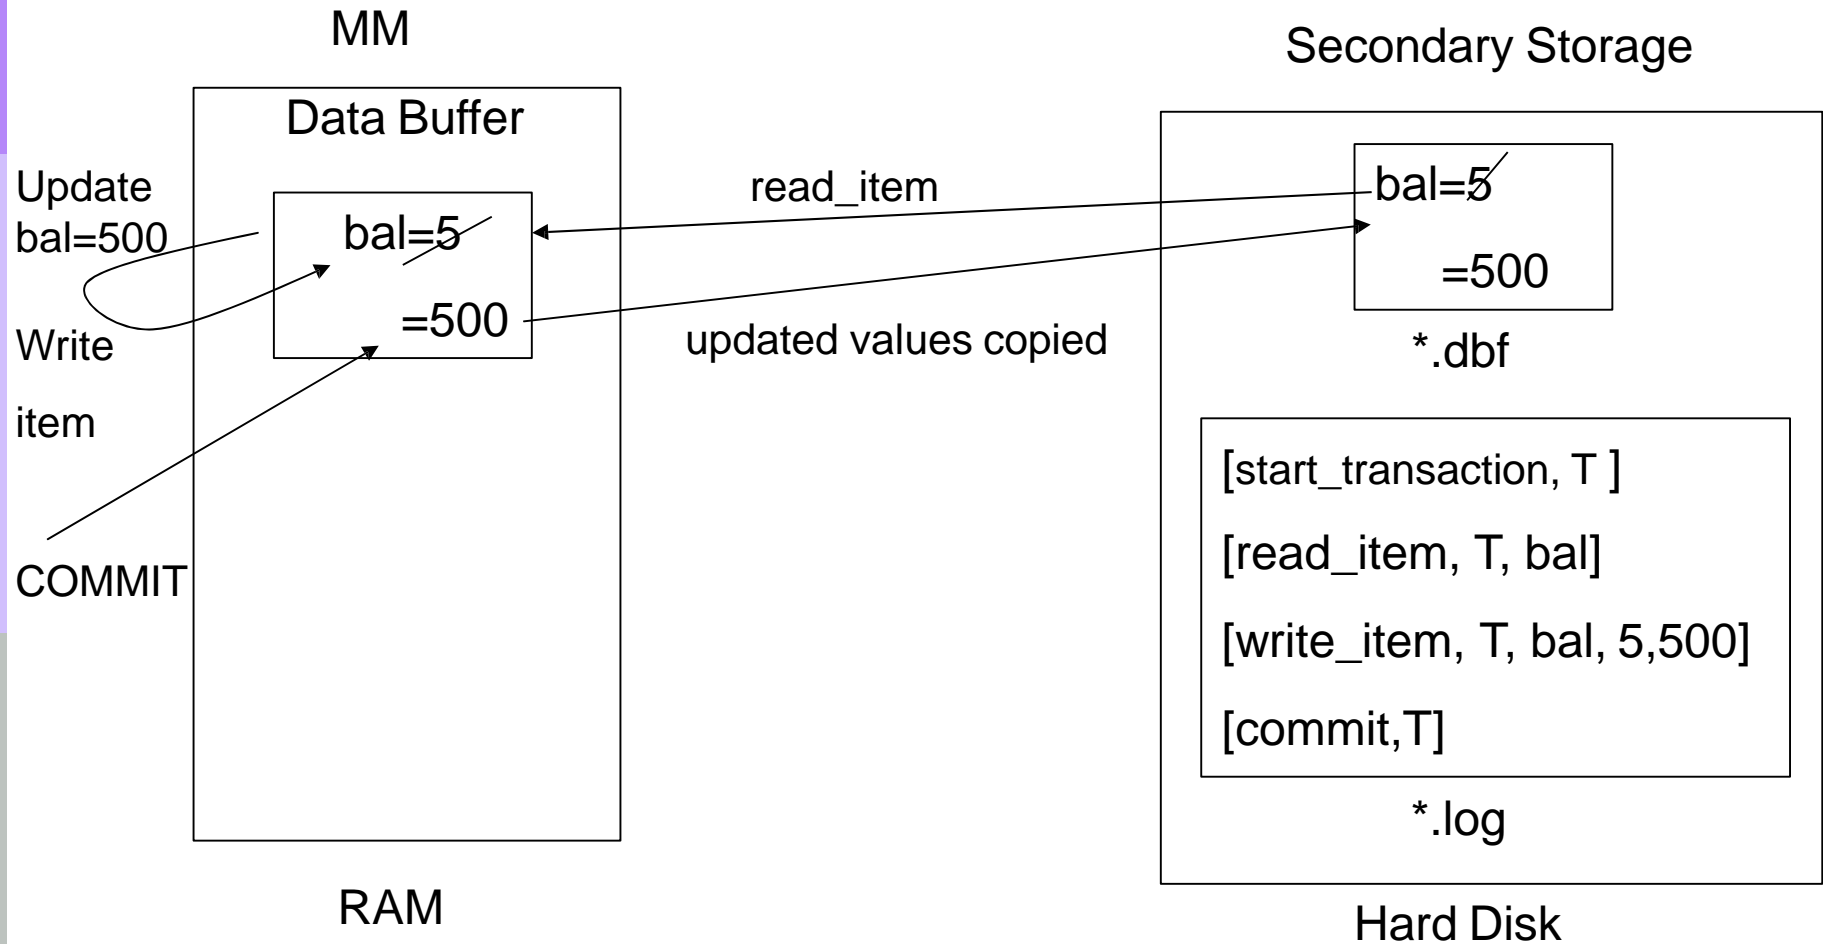 MM
Secondary Storage
Data Buffer
Update
bal=500
Write
item
COMMIT
bal=5
=500
RAM
read_item
updated values copied
bal=5
=500
*.dbf
[start_transaction, T ]
[read_item, T, bal]
[write_item, T, bal, 5,500]
[commit,T]
*.log
Hard Disk